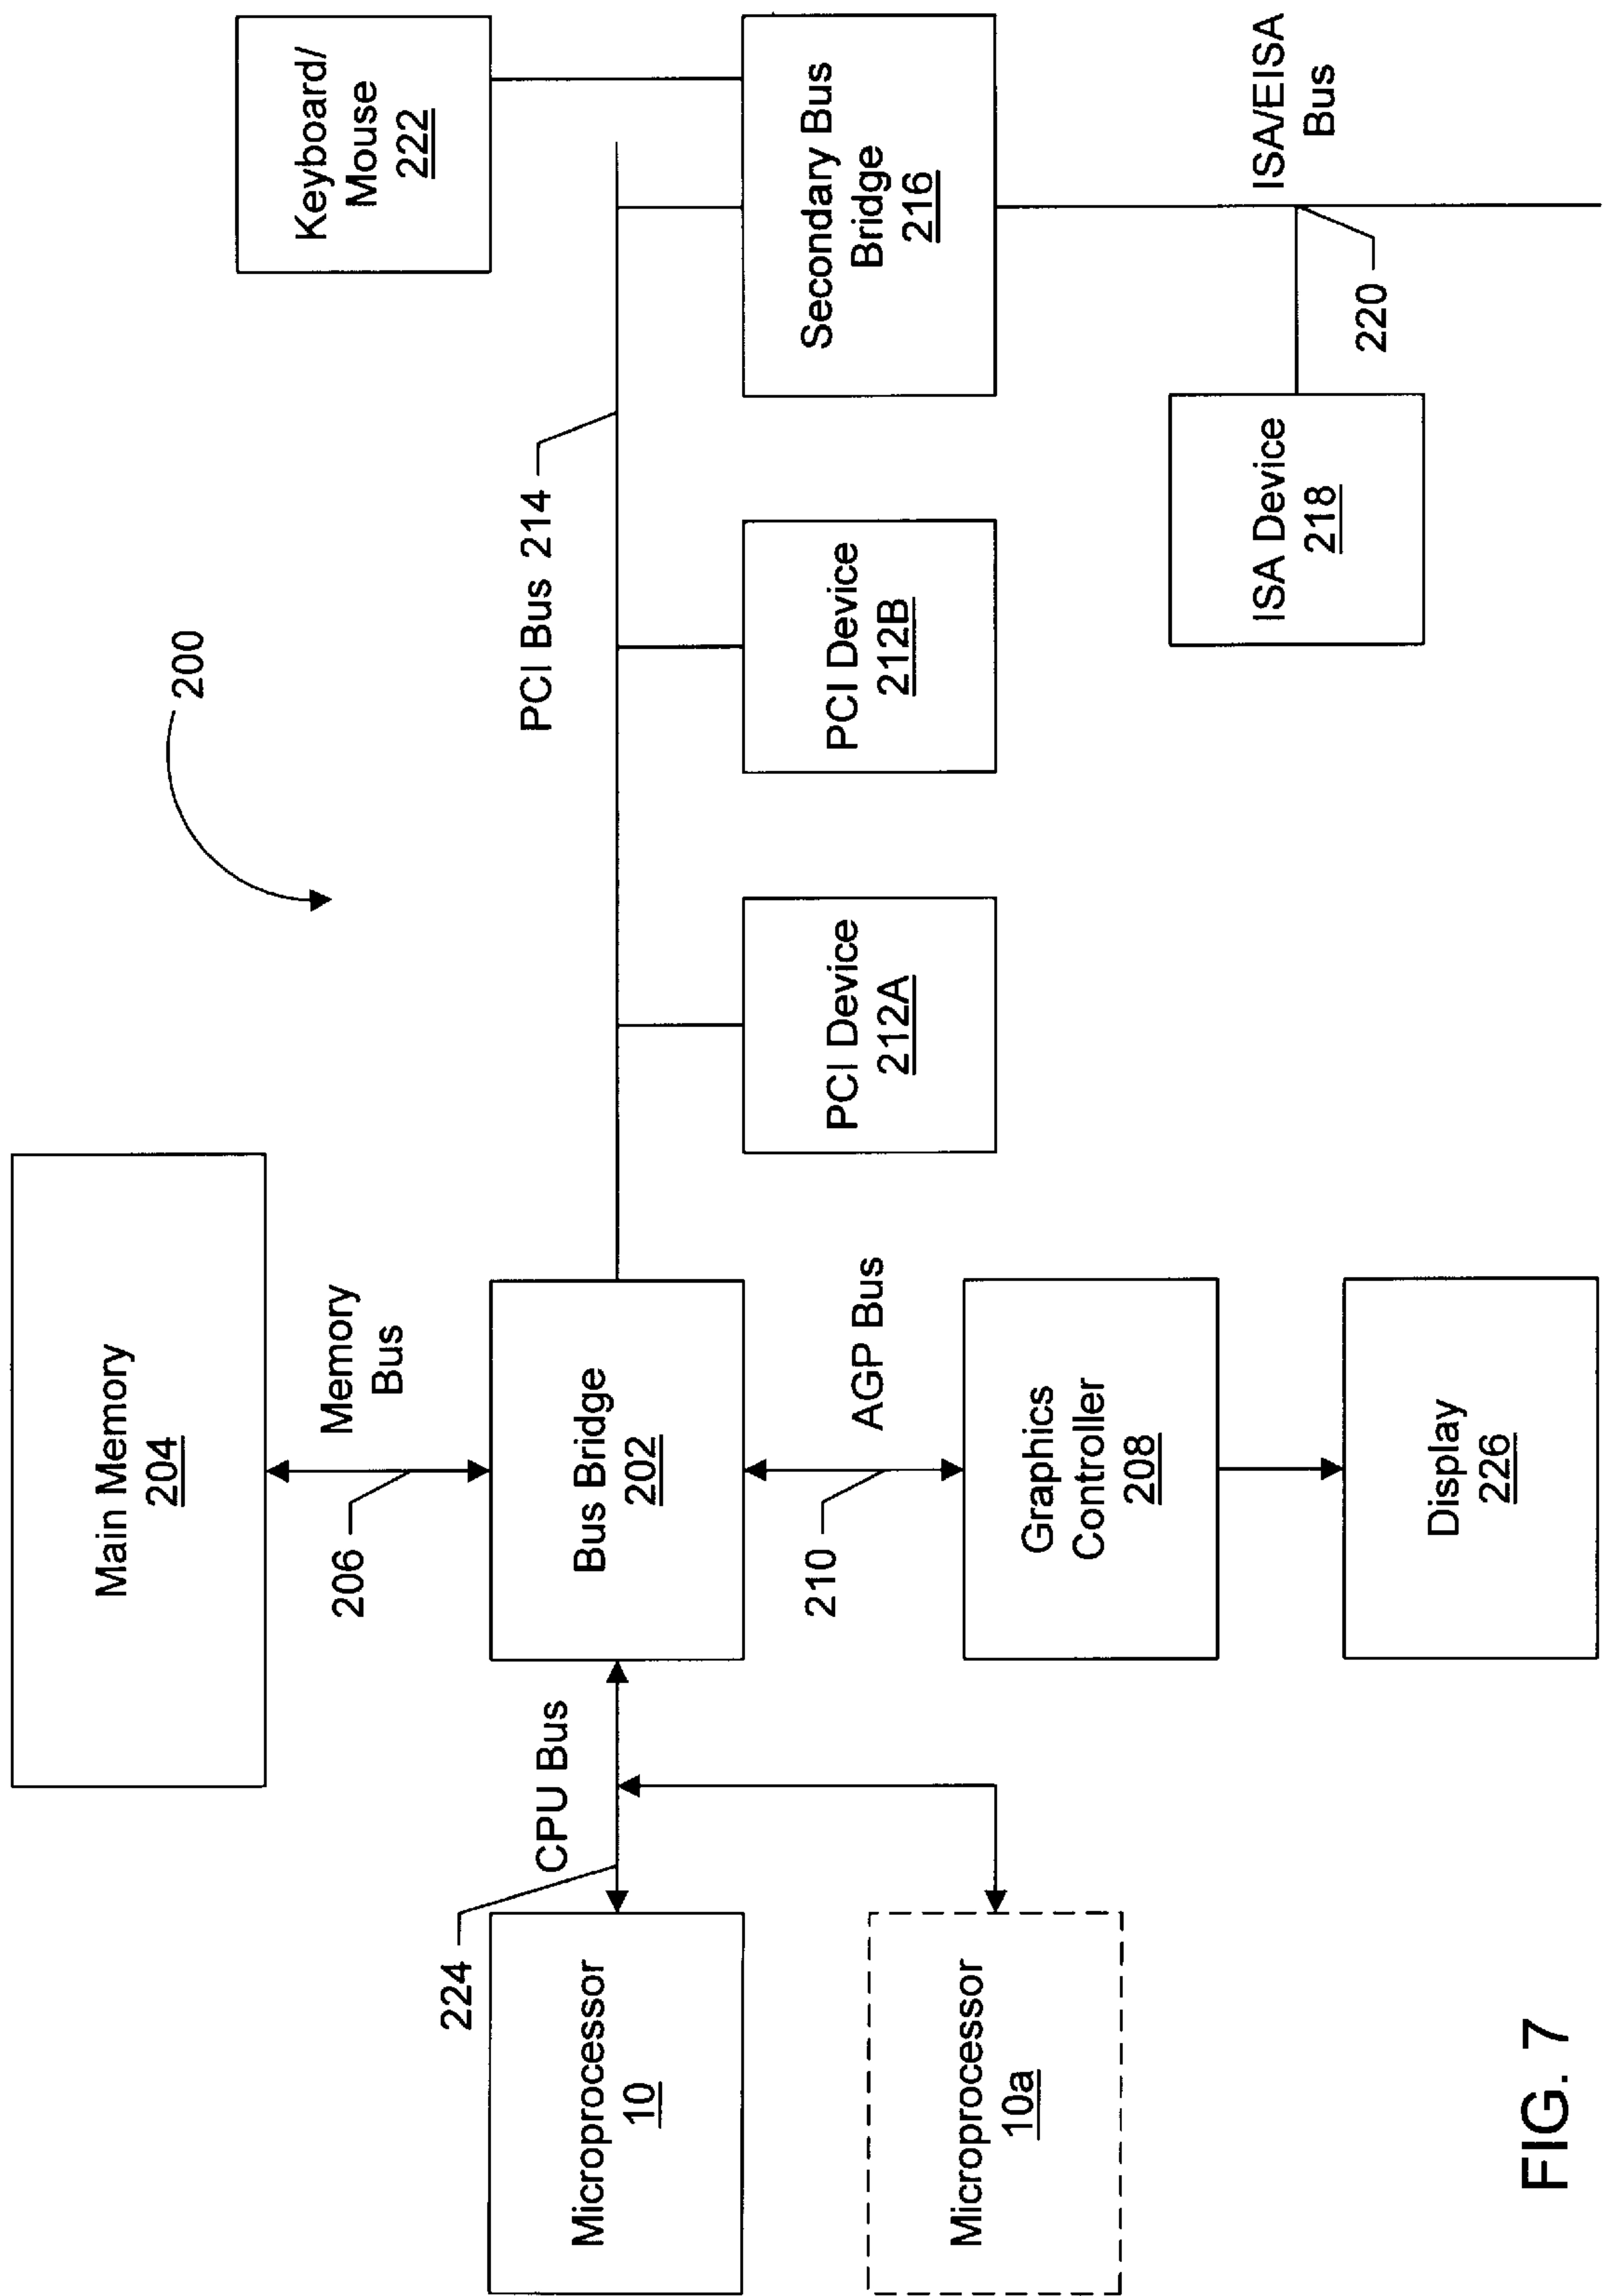 Main Memory
204
200
Keyboard/
Mouse
222
206
Memory
Bus
224
CPU Bus
PCI Bus 214
Microprocessor
10
Bus Bridge
202
210
AGP Bus
PCI Device
212A
PCI Device
212B
Secondary Bus
Bridge
216
Microprocessor
10a
Graphics
Controller
208
ISA Device
218
220
ISA/EISA
Bus
Display
226
FIG. 7